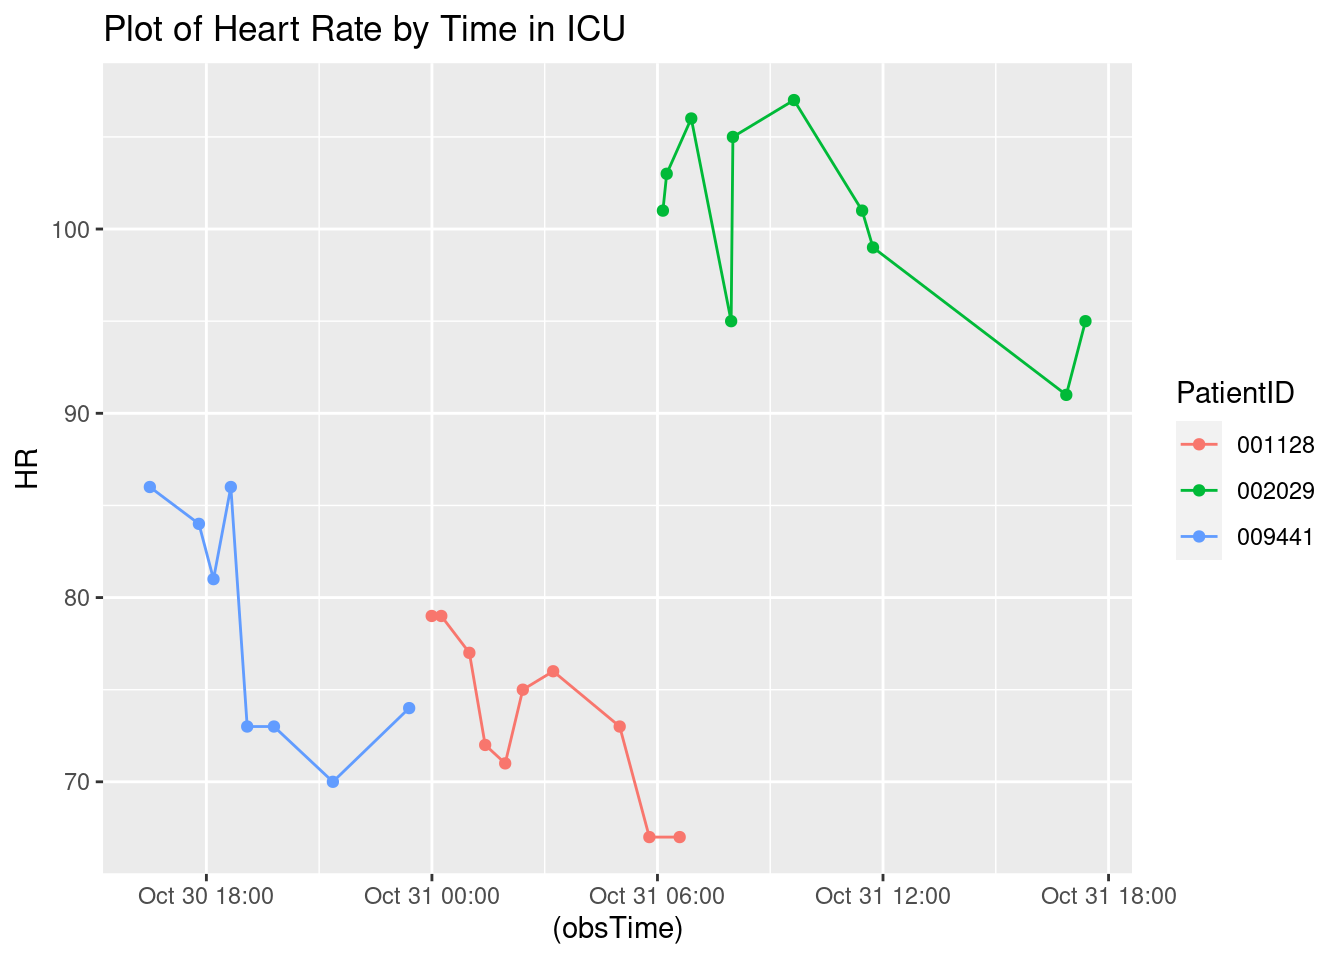 Plot of Heart Rate by Time in ICU
HR
100
90
80
70
Oct 30 18:00 Oct 31 00:00 Oct 31 06:00 Oct 31 12:00 Oct 31 18:00
(obsTime)
PatientID
001128
002029
009441